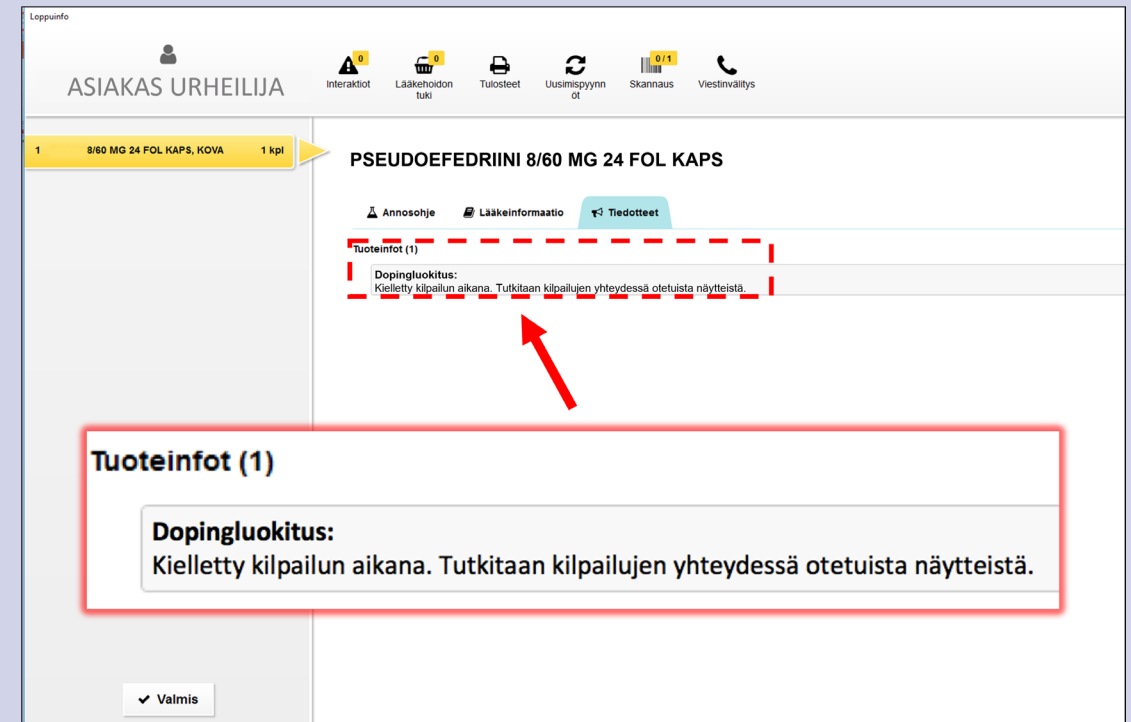 Loppuinfo
ASIAKAS URHEILIJA
0
Interaktiot
0
Lääkehoidon
tuki
Tulosteet
Uusimispyynn
öt
0 / 1
Skannaus
Viestinvälitys
1 8/60 MG 24 FOL KAPS, KOVA 1 kpl
PSEUDOEFEDRIINI 8/60 MG 24 FOL KAPS
Annosohje Lääkeinformaatio Tiedotteet
Tuoteinfot (1)
Dopingluokitus:
Kielletty kilpailun aikana. Tutkitaan kilpailujen yhteydessä otetuista näytteistä.
Tuoteinfot (1)
Dopingluokitus:
Kielletty kilpailun aikana. Tutkitaan kilpailujen yhteydessä otetuista näytteistä.
Valmis